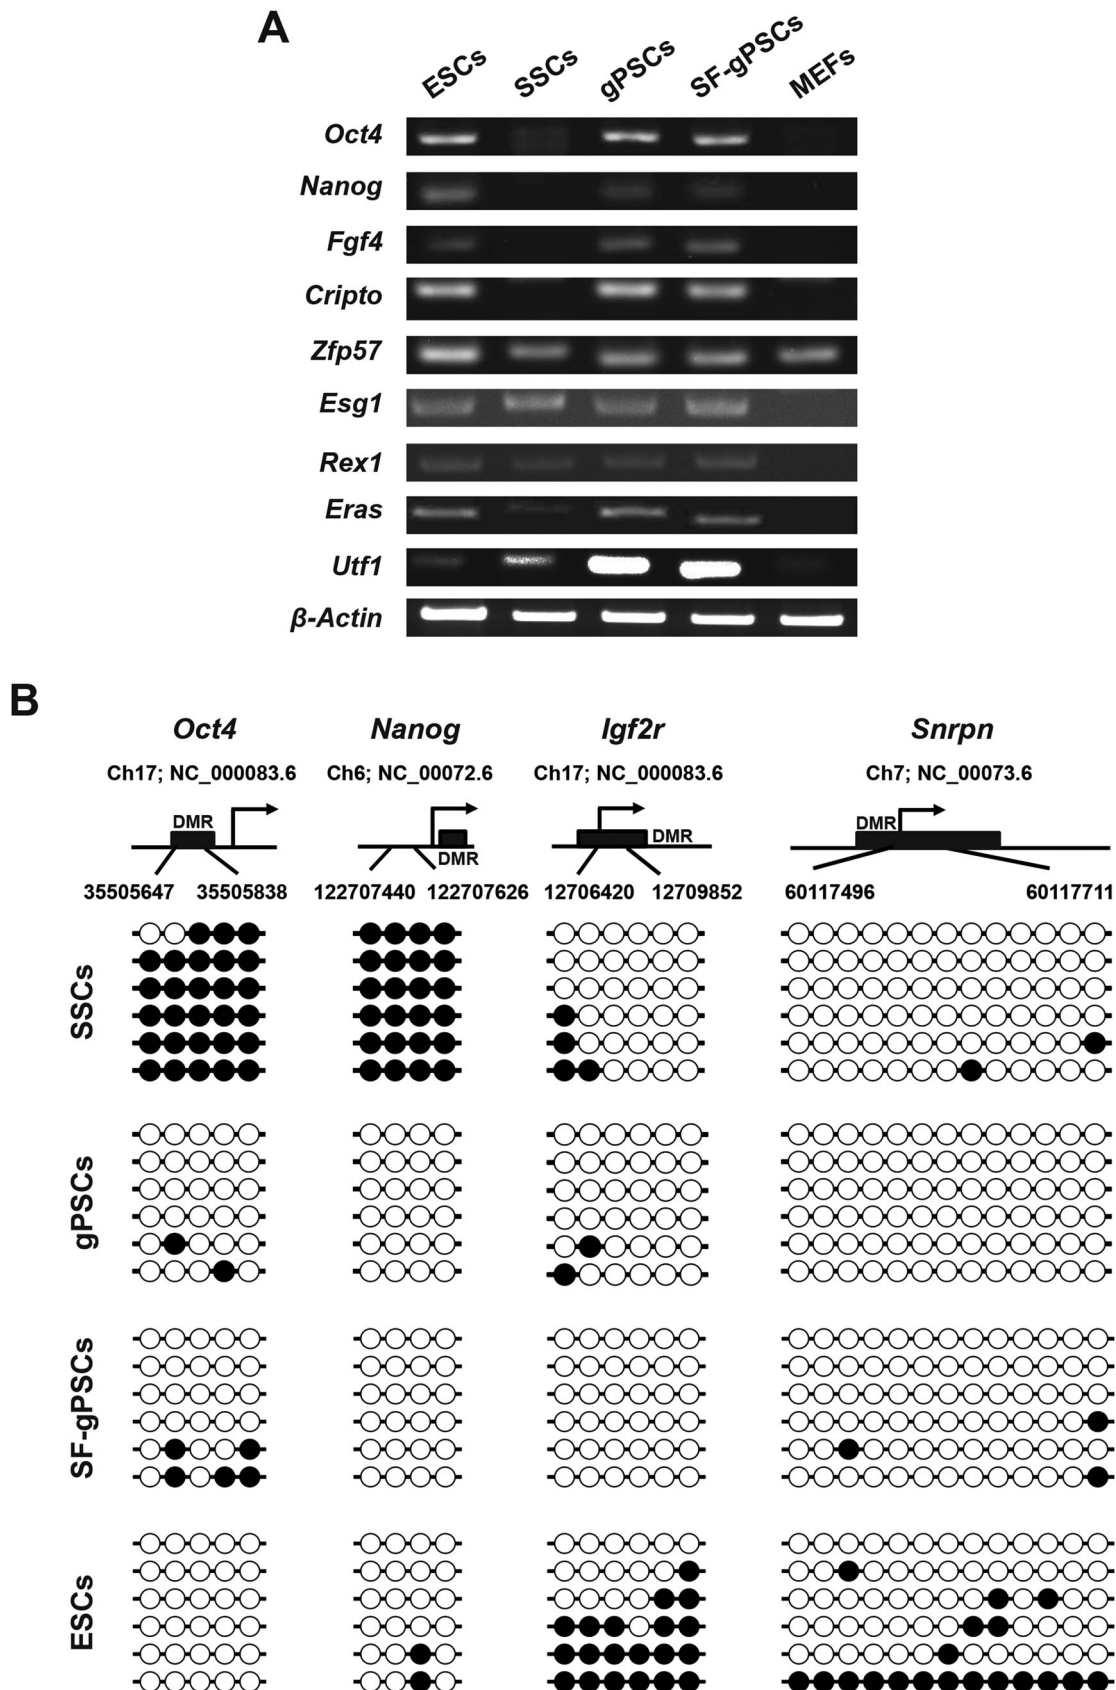 A
ESCs SSCs gPSCs SF-gPSCs MEFs
Oct4
Nanog
Fgf4
Cripto
Zfp57
Esg1
Rex1
Eras
Utf1
β-Actin
B
Oct4 Nanog Igf2r Snrpn
Ch17; NC_000083.6 Ch6; NC_00072.6 Ch17; NC_000083.6 Ch7; NC_00073.6
DMR DMR DMR DMR
35505647 35505838 122707440 122707626 12706420 12709852 60117496 60117711
SSCs
gPSCs
SF-gPSCs
ESCs